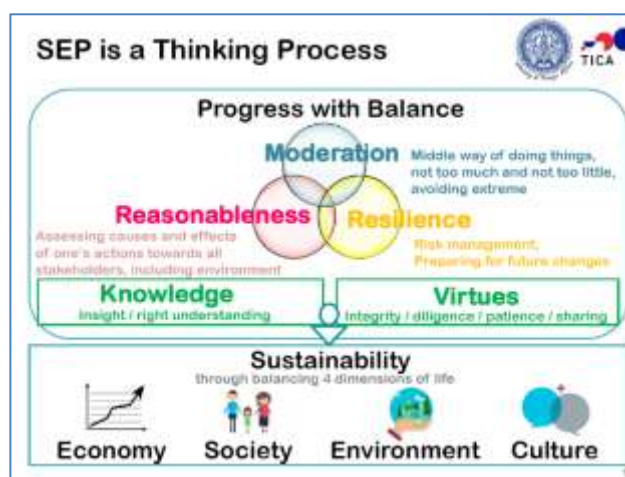 SEP is a Thinking Process
TICA
Progress with Balance
Moderation
Middle way of doing things,
not too much and not too little,
avoiding extreme
Reasonableness
Resilience
Assessing causes and effects
of one's actions towards all
stakeholders, including environment
Risk management,
Preparing for future changes
Knowledge
insight / right understanding
Virtues
Integrity / diligence / patience / sharing
Sustainability
through balancing 4 dimensions of life
Economy
Society
Environment
Culture